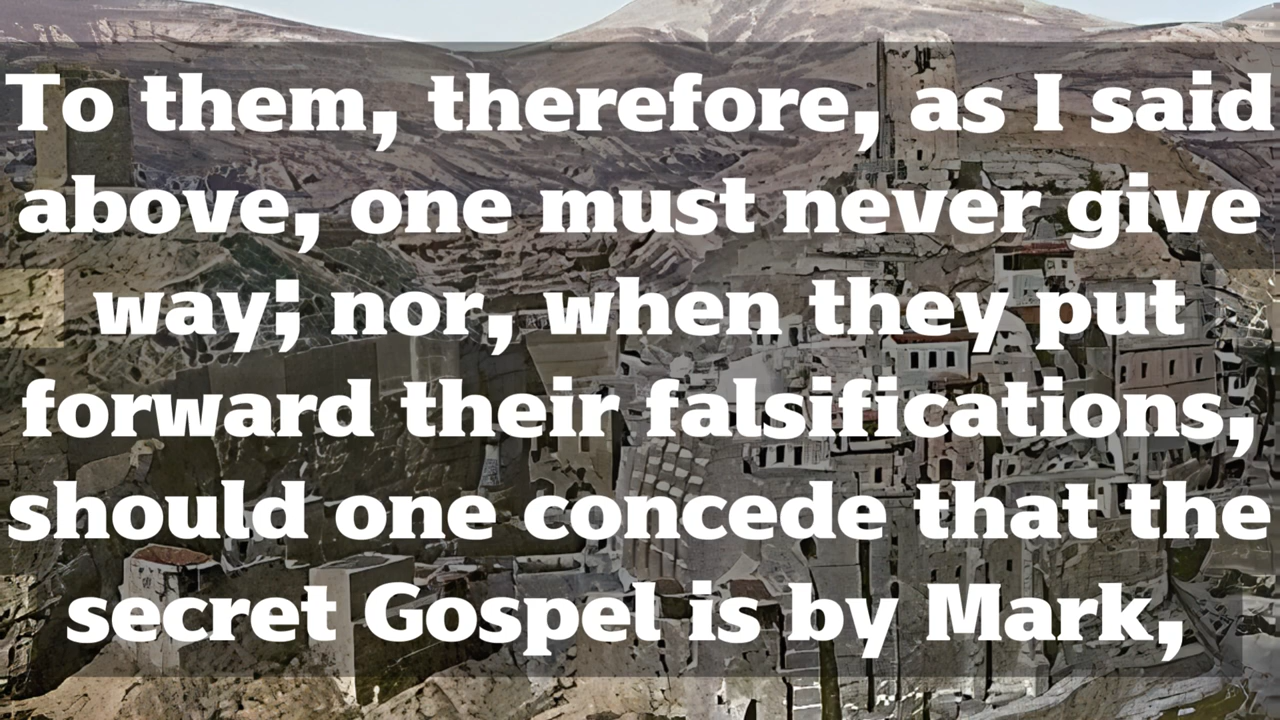 To them, therefore, as I said
above, one must never give
way; nor, when they put
forward their falsifications,
should one concede that the
secret Gospel is by Mark,